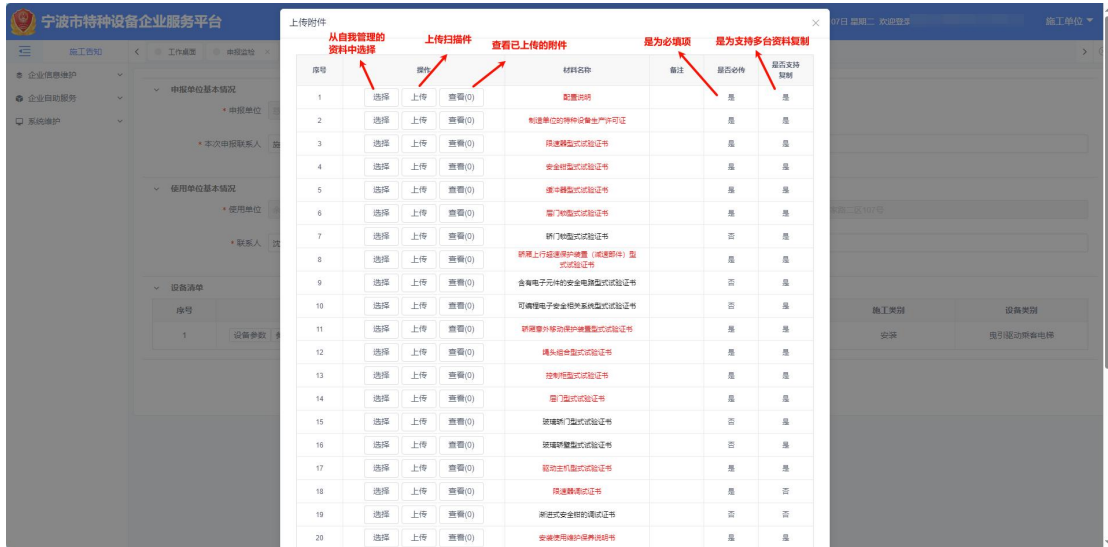 宁波市特种设备企业服务平台
07日 星期二 欢迎登录
施工单位
施工告知
工作桌面
申报监检
企业信息维护
企业自助服务
系统维护
申报单位基本情况
* 申报单位
* 本次申报联系人
使用单位基本情况
* 使用单位
* 联系人 沈
设备清单
序号 施工类别 设备类别
1 设备参数 安装 曳引驱动乘客电梯
上传附件
从自我管理的
资料中选择
上传扫描件
查看已上传的附件
是为必填项
是为支持多台资料复制
序号 操作 材料名称 备注 是否必传 是否支持
复制
1 选择 上传 查看(0) 配置说明 是 是
2 选择 上传 查看(0) 制造单位的特种设备生产许可证 是 是
3 选择 上传 查看(0) 限速器型式试验证书 是 是
4 选择 上传 查看(0) 安全钳型式试验证书 是 是
5 选择 上传 查看(0) 缓冲器型式试验证书 是 是
6 选择 上传 查看(0) 层门锁型式试验证书 是 是
7 选择 上传 查看(0) 轿门锁型式试验证书 否 是
8 选择 上传 查看(0) 轿厢上行超速保护装置（减速部件）型
式试验证书 是 是
9 选择 上传 查看(0) 含有电子元件的安全电路型式试验证书 否 是
10 选择 上传 查看(0) 可编程电子安全相关系统型式试验证书 否 是
11 选择 上传 查看(0) 轿厢意外移动保护装置型式试验证书 是 是
12 选择 上传 查看(0) 绳头组合型式试验证书 是 是
13 选择 上传 查看(0) 控制柜型式试验证书 是 是
14 选择 上传 查看(0) 层门型式试验证书 是 是
15 选择 上传 查看(0) 玻璃轿门型式试验证书 否 是
16 选择 上传 查看(0) 玻璃轿壁型式试验证书 否 是
17 选择 上传 查看(0) 驱动主机型式试验证书 是 是
18 选择 上传 查看(0) 限速器调试证书 是 否
19 选择 上传 查看(0) 渐进式安全钳的调试证书 否 否
20 选择 上传 查看(0) 安装使用维护保养说明书 是 是